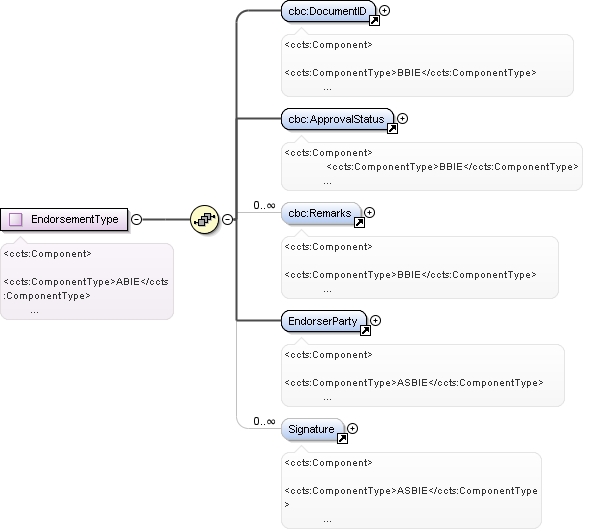 cbc:DocumentID
<ccts:Component>
<ccts:ComponentType>BBIE</ccts:ComponentType>
...
cbc:ApprovalStatus
<ccts:Component>
<ccts:ComponentType>BBIE</ccts:ComponentType>
...
0..∞
cbc:Remarks
<ccts:Component>
<ccts:ComponentType>BBIE</ccts:ComponentType>
...
EndorsementType
<ccts:Component>
<ccts:ComponentType>ABIE</ccts
:ComponentType>
...
EndorserParty
<ccts:Component>
<ccts:ComponentType>ASBIE</ccts:ComponentType>
...
0..∞
Signature
<ccts:Component>
<ccts:ComponentType>ASBIE</ccts:ComponentType
>
...